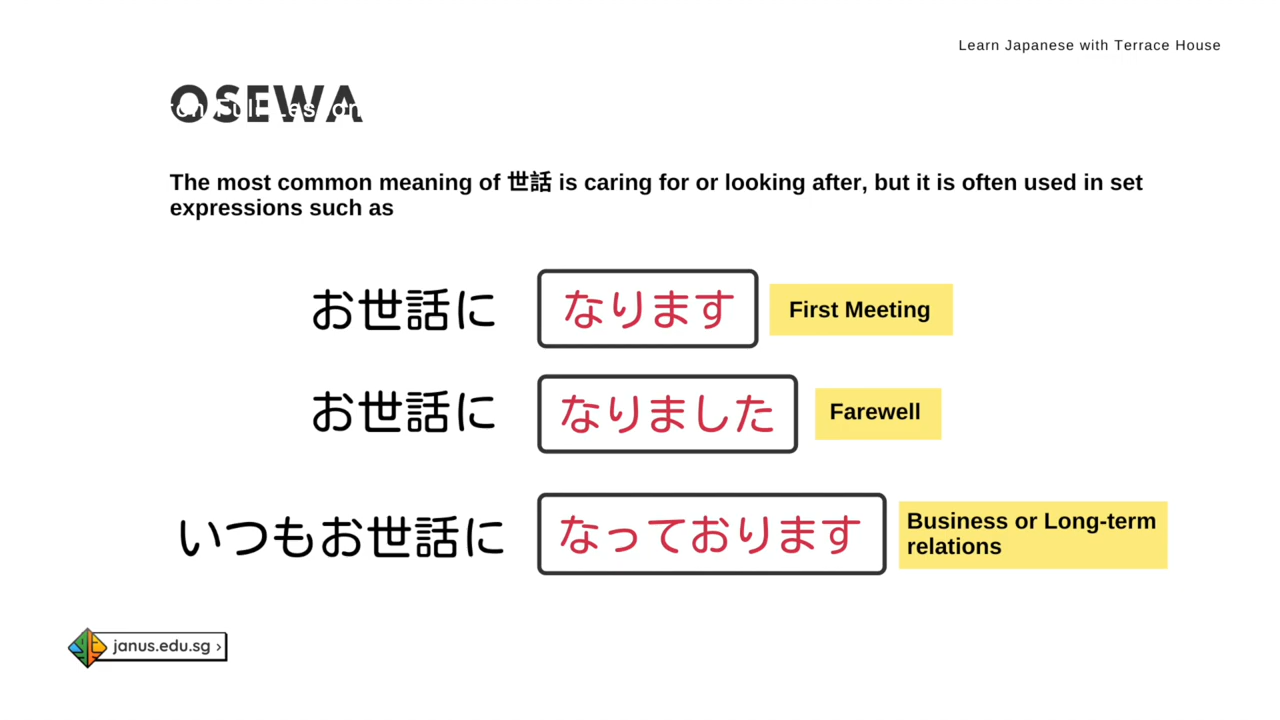 Learn Japanese with Terrace House
OSEWA
The most common meaning of 世話 is caring for or looking after, but it is often used in set
expressions such as
お世話に なります First Meeting
お世話に なりました Farewell
いつもお世話に なっております Business or Long-term
relations
janus.edu.sg ›